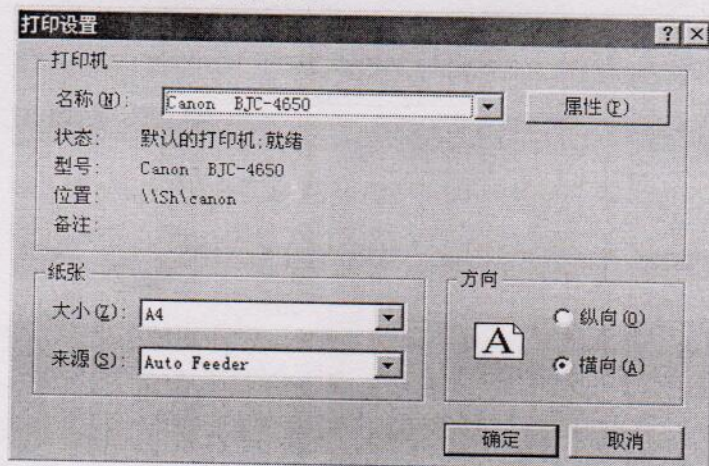 打印设置
打印机
名称(N): Canon BJC-4650 属性(P)
状态: 默认的打印机;就绪
型号: Canon BJC-4650
位置: \\Sh\canon
备注:
纸张
大小(Z): A4
来源(S): Auto Feeder
方向
A
纵向(O)
横向(A)
确定 取消